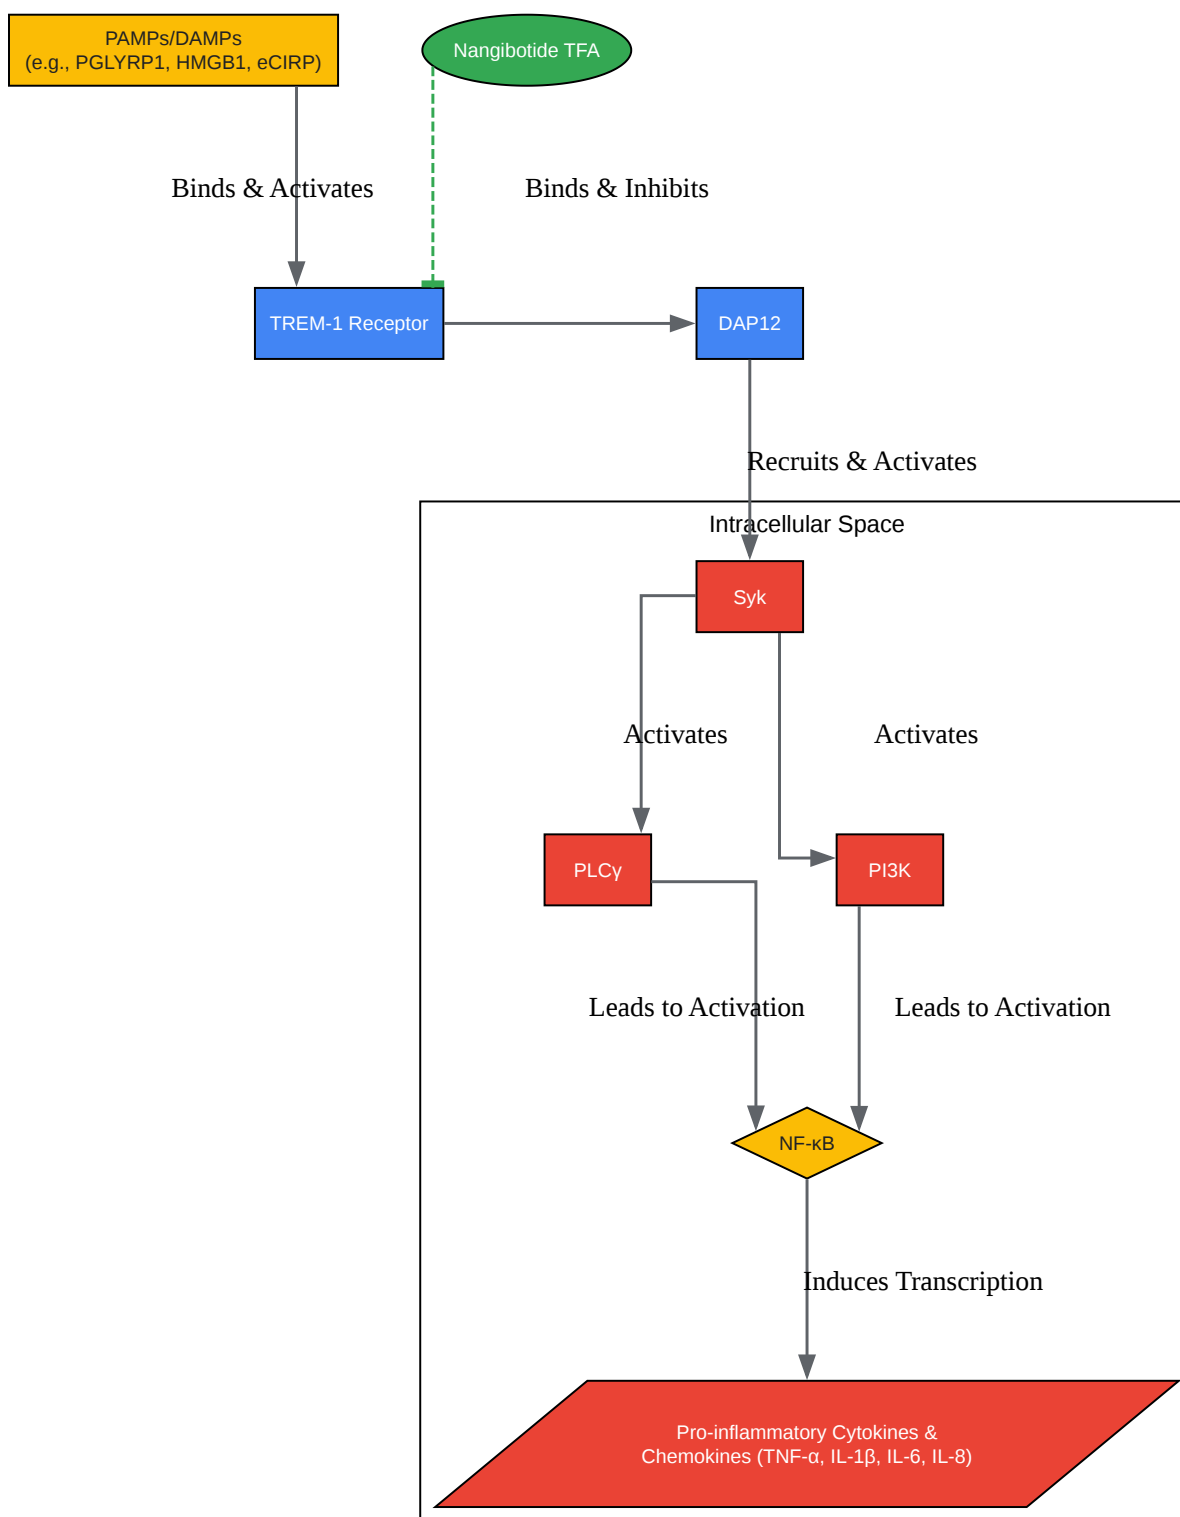 PAMPs/DAMPs
(e.g., PGLYRP1, HMGB1, eCIRP)
Nangibotide TFA
Binds & Activates
Binds & Inhibits
TREM-1 Receptor
DAP12
Recruits & Activates
Intracellular Space
Syk
Activates
Activates
PLCγ
PI3K
Leads to Activation
Leads to Activation
NF-κB
Induces Transcription
Pro-inflammatory Cytokines &
Chemokines (TNF-α, IL-1β, IL-6, IL-8)